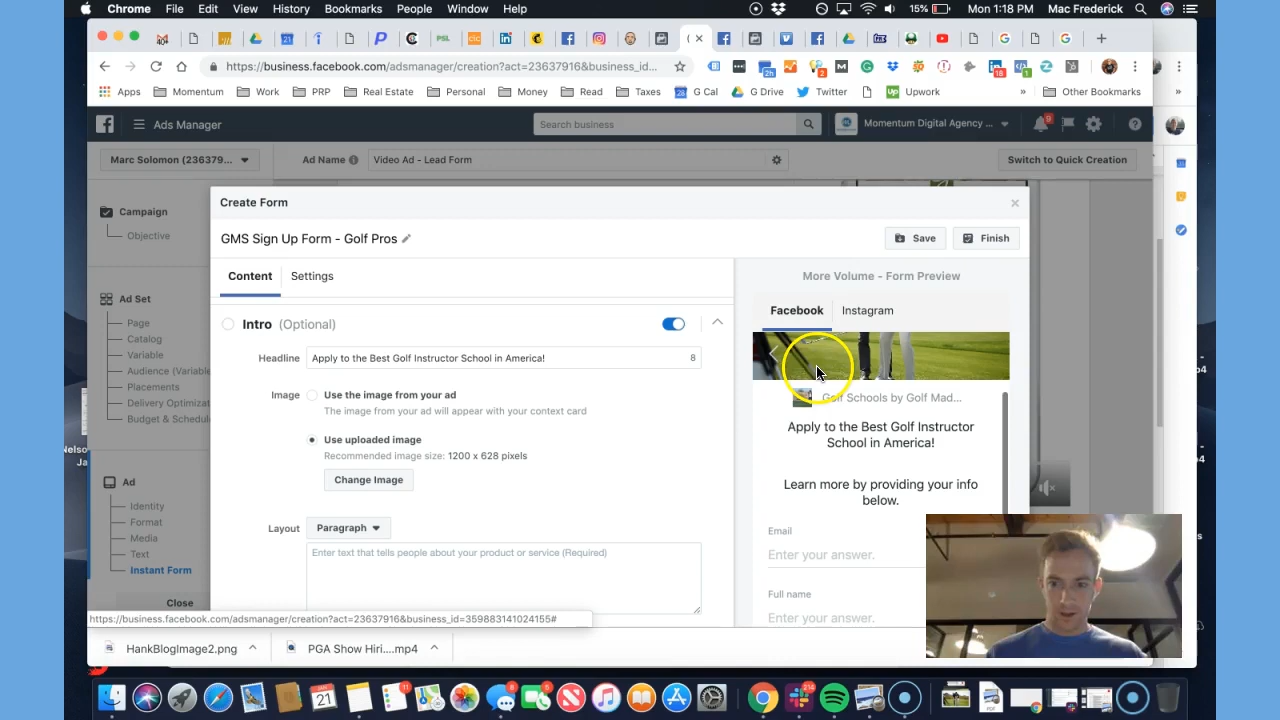 Chrome File Edit View History Bookmarks People Window Help 15% Mon 1:18 PM Mac Frederick
https://business.facebook.com/adsmanager/creation?act=23637916&business_id...
Apps Momentum Work PRP Real Estate Personal Money Read Taxes G Cal G Drive Twitter Upwork » Other Bookmarks »
Ads Manager Search business Momentum Digital Agency ...
Marc Solomon (236379... Ad Name Video Ad - Lead Form Switch to Quick Creation
Create Form
GMS Sign Up Form - Golf Pros Save Finish
Content Settings
More Volume - Form Preview
Facebook Instagram
Campaign
Objective
Ad Set
Page
Catalog
Variable
Audience (Variable
Placements
Delivery Optimizat
Budget & Schedul
Ad
Identity
Format
Media
Text
Instant Form
Close
Intro (Optional)
Headline Apply to the Best Golf Instructor School in America! 8
Image Use the image from your ad
The image from your ad will appear with your context card
Use uploaded image
Recommended image size: 1200 x 628 pixels
Change Image
Layout Paragraph
Enter text that tells people about your product or service (Required)
Golf Schools by Golf Mad...
Apply to the Best Golf Instructor
School in America!
Learn more by providing your info
below.
Email
Enter your answer.
Full name
Enter your answer.
https://business.facebook.com/adsmanager/creation?act=23637916&business_id=359883141024155#
HankBlogImage2.png PGA Show Hiri....mp4